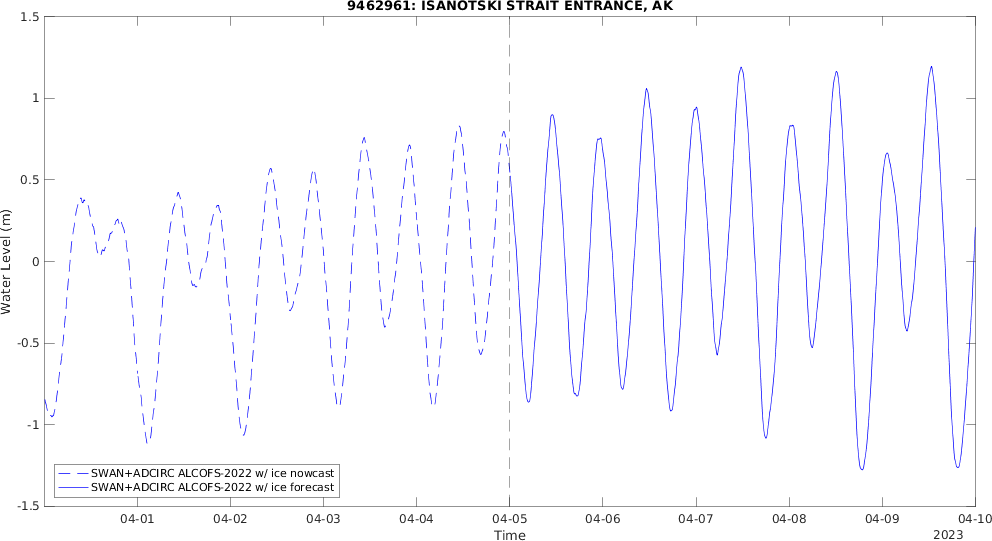 9462961: ISANOTSKI STRAIT ENTRANCE, AK
1.5
1
0.5
0
-0.5
-1
-1.5
Water Level (m)
SWAN+ADCIRC ALCOFS-2022 w/ ice nowcast
SWAN+ADCIRC ALCOFS-2022 w/ ice forecast
04-01 04-02 04-03 04-04 04-05 04-06 04-07 04-08 04-09 04-10
Time
2023